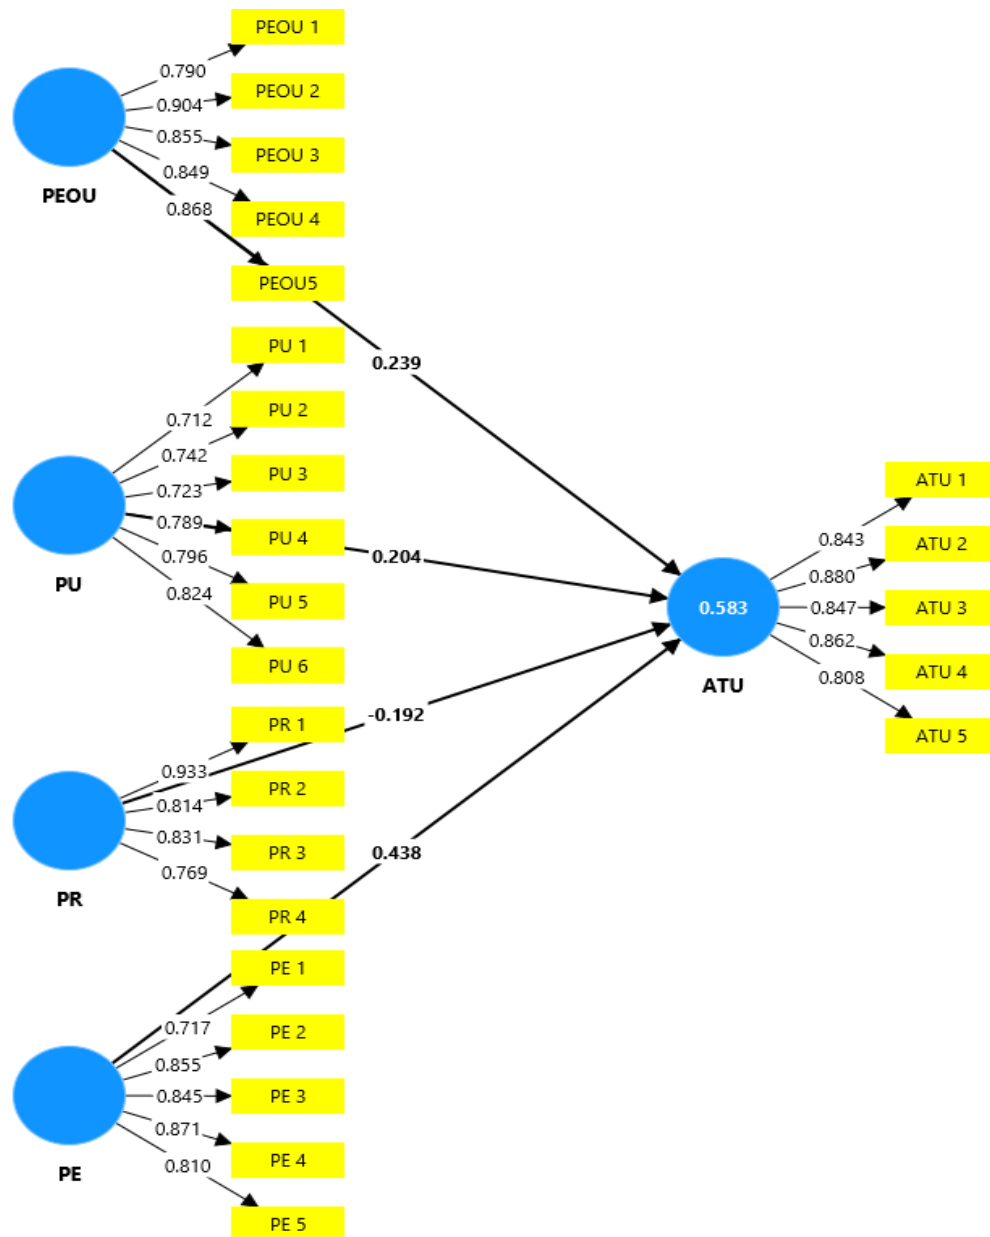 PEOU 1
0.790
PEOU 2
0.904
PEOU 3
0.855
PEOU 4
0.849
PEOU5
0.868
PEOU
0.239
PU 1
0.712
PU 2
0.742
PU 3
0.723
PU 4
0.789
PU 5
0.796
PU 6
0.824
PU
0.204
PR 1
0.933
PR 2
0.814
PR 3
0.831
PR 4
0.769
PR
-0.192
PE 1
0.717
PE 2
0.855
PE 3
0.845
PE 4
0.871
PE 5
0.810
PE
0.438
0.583
ATU
ATU 1
0.843
ATU 2
0.880
ATU 3
0.847
ATU 4
0.862
ATU 5
0.808